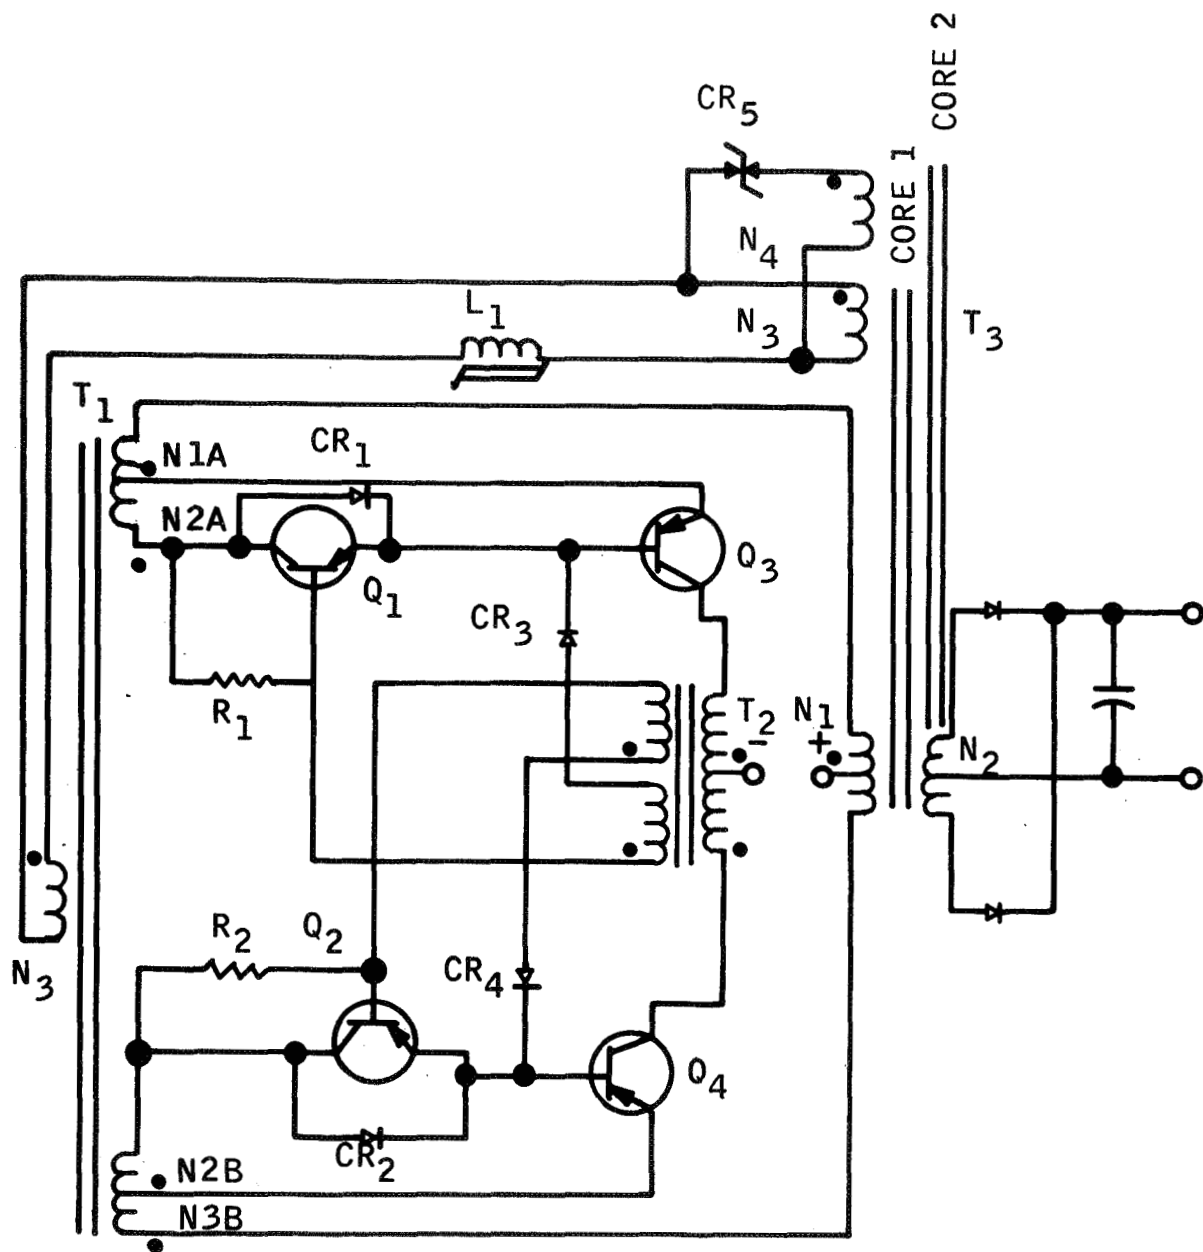 CORE 2
CR5
CORE 1
N4
L1
N3
T3
T1
N1A
CR1
N2A
Q3
Q1
CR3
R1
T2
N1
- +
N2
R2
Q2
CR4
N3
Q4
CR2
N2B
N3B